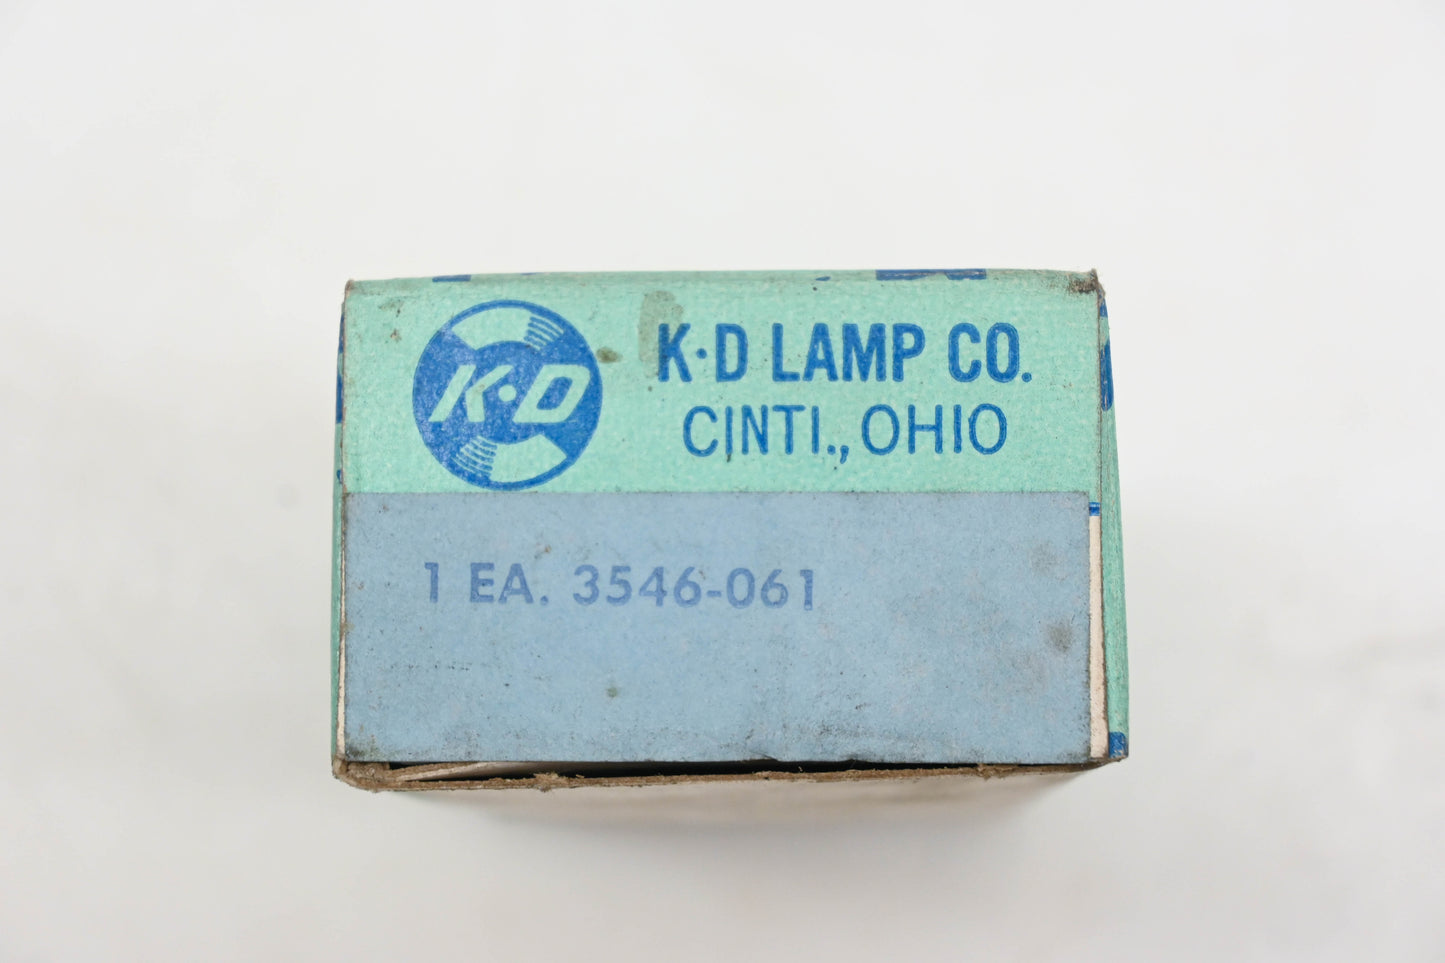 K·D
K·D LAMP CO.
CINTI., OHIO
1 EA. 3546-061